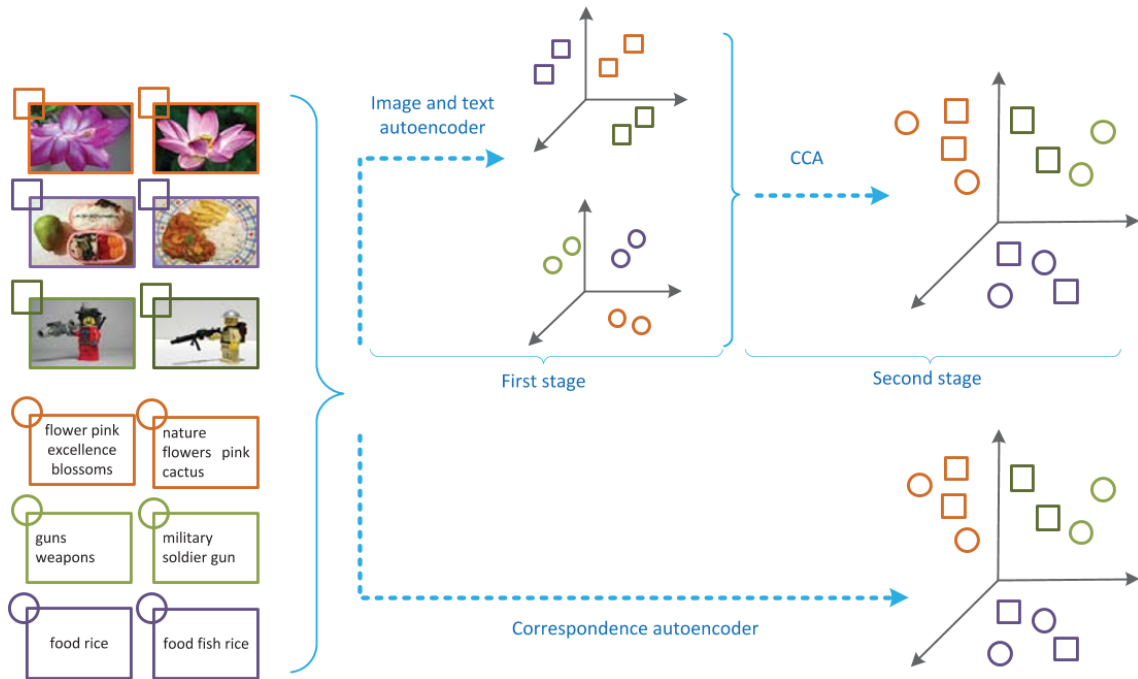 Image and text
autoencoder
CCA
First stage
Second stage
flower pink
excellence
blossoms
nature
flowers pink
cactus
guns
weapons
military
soldier gun
food rice
food fish rice
Correspondence autoencoder